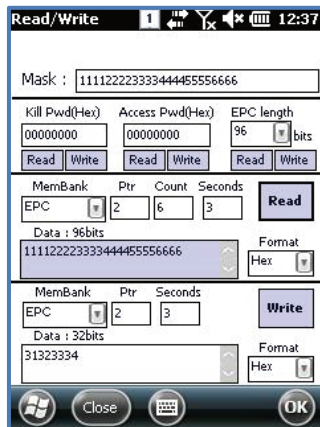 Read/Write 1 12:37
Mask : 111122223333444455556666
Kill Pwd(Hex) Access Pwd(Hex) EPC length
00000000 00000000 96 bits
Read Write Read Write Read Write
MemBank Ptr Count Seconds
EPC 2 6 3 Read
Data : 96bits
Format
111122223333444455556666
Hex
MemBank Ptr Seconds
EPC 2 3 Write
Data : 32bits
Format
31323334
Hex
Close OK